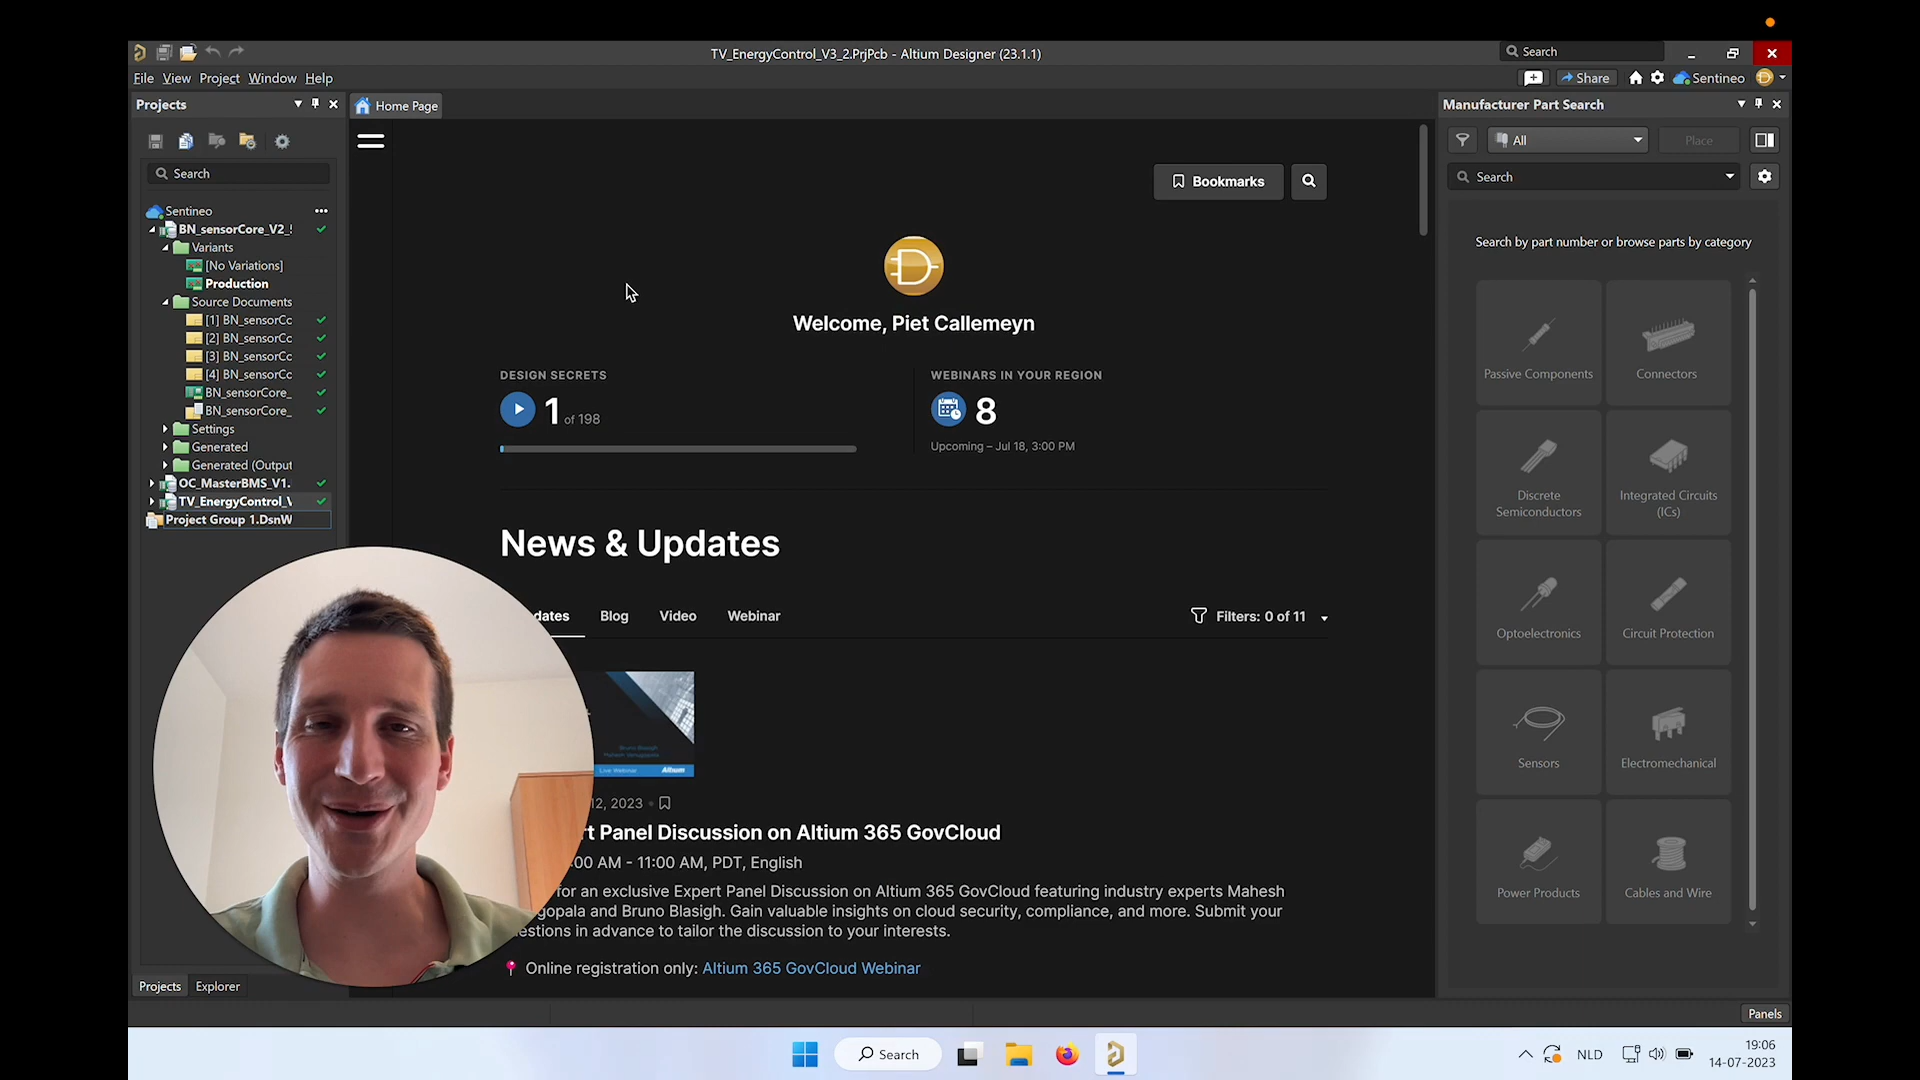 TV_EnergyControl_V3_2.PrjPcb - Altium Designer (23.1.1)
Search
File View Project Window Help
Share
Sentineo
Projects
Home Page
Manufacturer Part Search
All
Place
Search
Search
Bookmarks
Sentineo
BN_sensorCore_V2_!
Variants
[No Variations]
Production
Source Documents
[1] BN_sensorCc
[2] BN_sensorCc
[3] BN_sensorCc
[4] BN_sensorCc
BN_sensorCore_
BN_sensorCore_
Settings
Generated
Generated (Output
OC_MasterBMS_V1.
TV_EnergyControl_V
Project Group 1.DsnW
Welcome, Piet Callemeyn
DESIGN SECRETS
1 of 198
WEBINARS IN YOUR REGION
8
Upcoming – Jul 18, 3:00 PM
News & Updates
dates Blog Video Webinar
Filters: 0 of 11
Bruno Blasigh
Live Webinar
Altium
12, 2023
rt Panel Discussion on Altium 365 GovCloud
:00 AM - 11:00 AM, PDT, English
for an exclusive Expert Panel Discussion on Altium 365 GovCloud featuring industry experts Mahesh
gopala and Bruno Blasigh. Gain valuable insights on cloud security, compliance, and more. Submit your
estions in advance to tailor the discussion to your interests.
Online registration only: Altium 365 GovCloud Webinar
Search by part number or browse parts by category
Passive Components
Connectors
Discrete
Semiconductors
Integrated Circuits
(ICs)
Optoelectronics
Circuit Protection
Sensors
Electromechanical
Power Products
Cables and Wire
Projects
Explorer
Panels
Search
NLD
19:06
14-07-2023